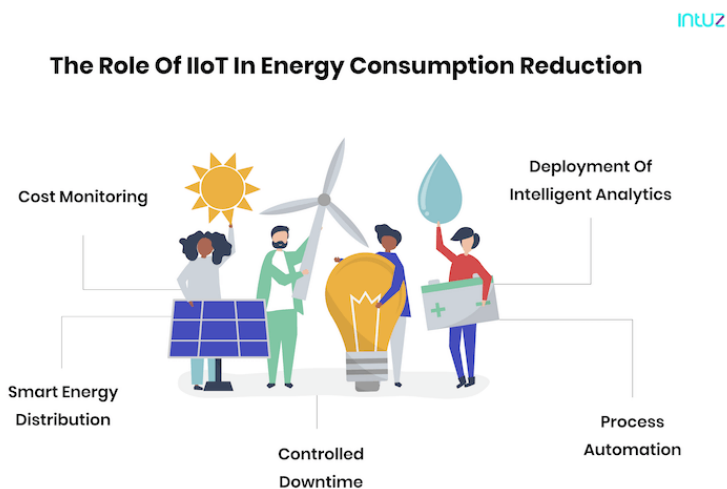 INTUZ
The Role Of IIoT In Energy Consumption Reduction
Cost Monitoring
Deployment Of
Intelligent Analytics
Smart Energy
Distribution
Controlled
Downtime
Process
Automation